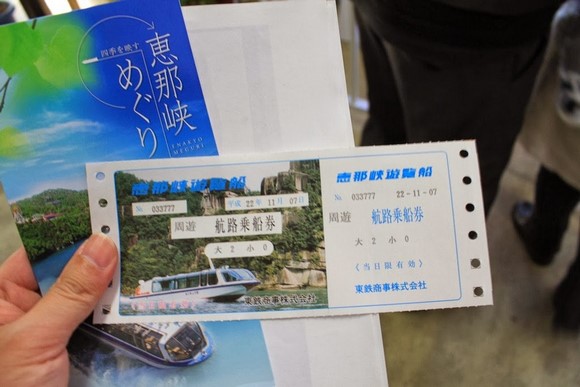 四季を映す
恵那峡
めぐり
ENAKYO
MEGURI
恵那峡遊覧船
No. 033777
平成 22年 11月 07日
周遊 航路乗船券
大 2 小 0
東鉄商事株式会社
恵那峡遊覧船
No. 033777 22-11-07
周遊 航路乗船券
大 2 小 0
《当日限有効》
東鉄商事株式会社